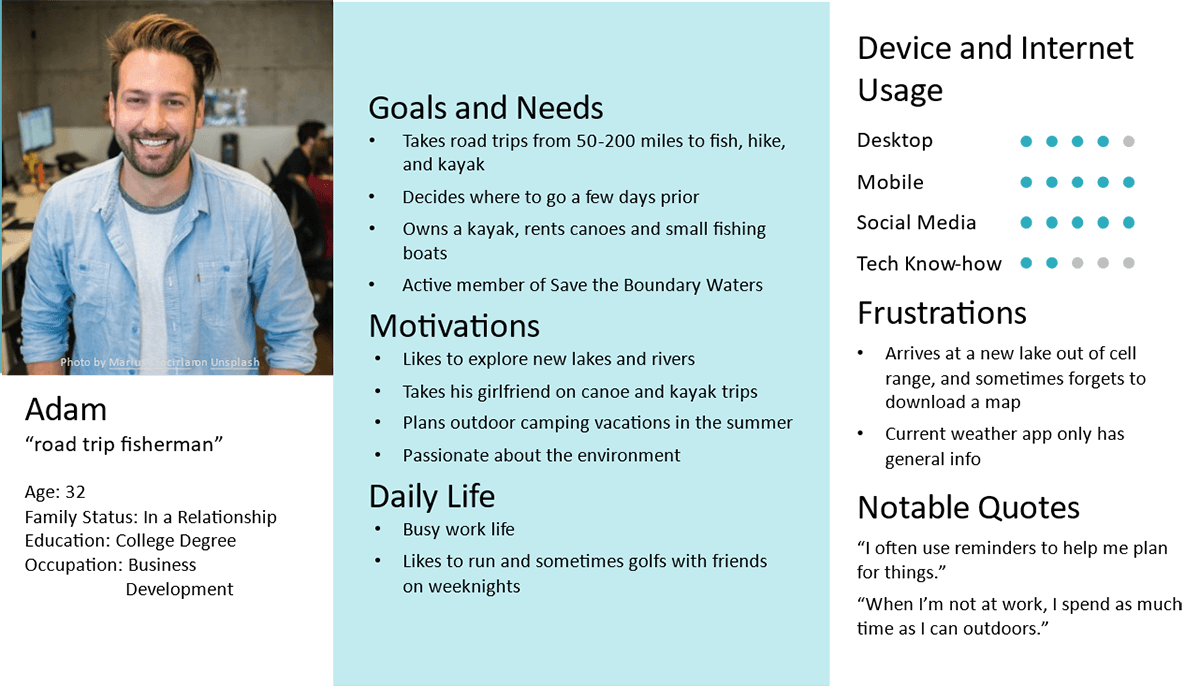 Photo by Marius Ciocirlan on Unsplash
Adam
“road trip fisherman”
Age: 32
Family Status: In a Relationship
Education: College Degree
Occupation: Business
Development
Goals and Needs
• Takes road trips from 50-200 miles to fish, hike,
and kayak
• Decides where to go a few days prior
• Owns a kayak, rents canoes and small fishing
boats
• Active member of Save the Boundary Waters
Motivations
• Likes to explore new lakes and rivers
• Takes his girlfriend on canoe and kayak trips
• Plans outdoor camping vacations in the summer
• Passionate about the environment
Daily Life
• Busy work life
• Likes to run and sometimes golfs with friends
on weeknights
Device and Internet
Usage
Desktop
Mobile
Social Media
Tech Know-how
Frustrations
• Arrives at a new lake out of cell
range, and sometimes forgets to
download a map
• Current weather app only has
general info
Notable Quotes
“I often use reminders to help me plan
for things.”
“When I’m not at work, I spend as much
time as I can outdoors.”